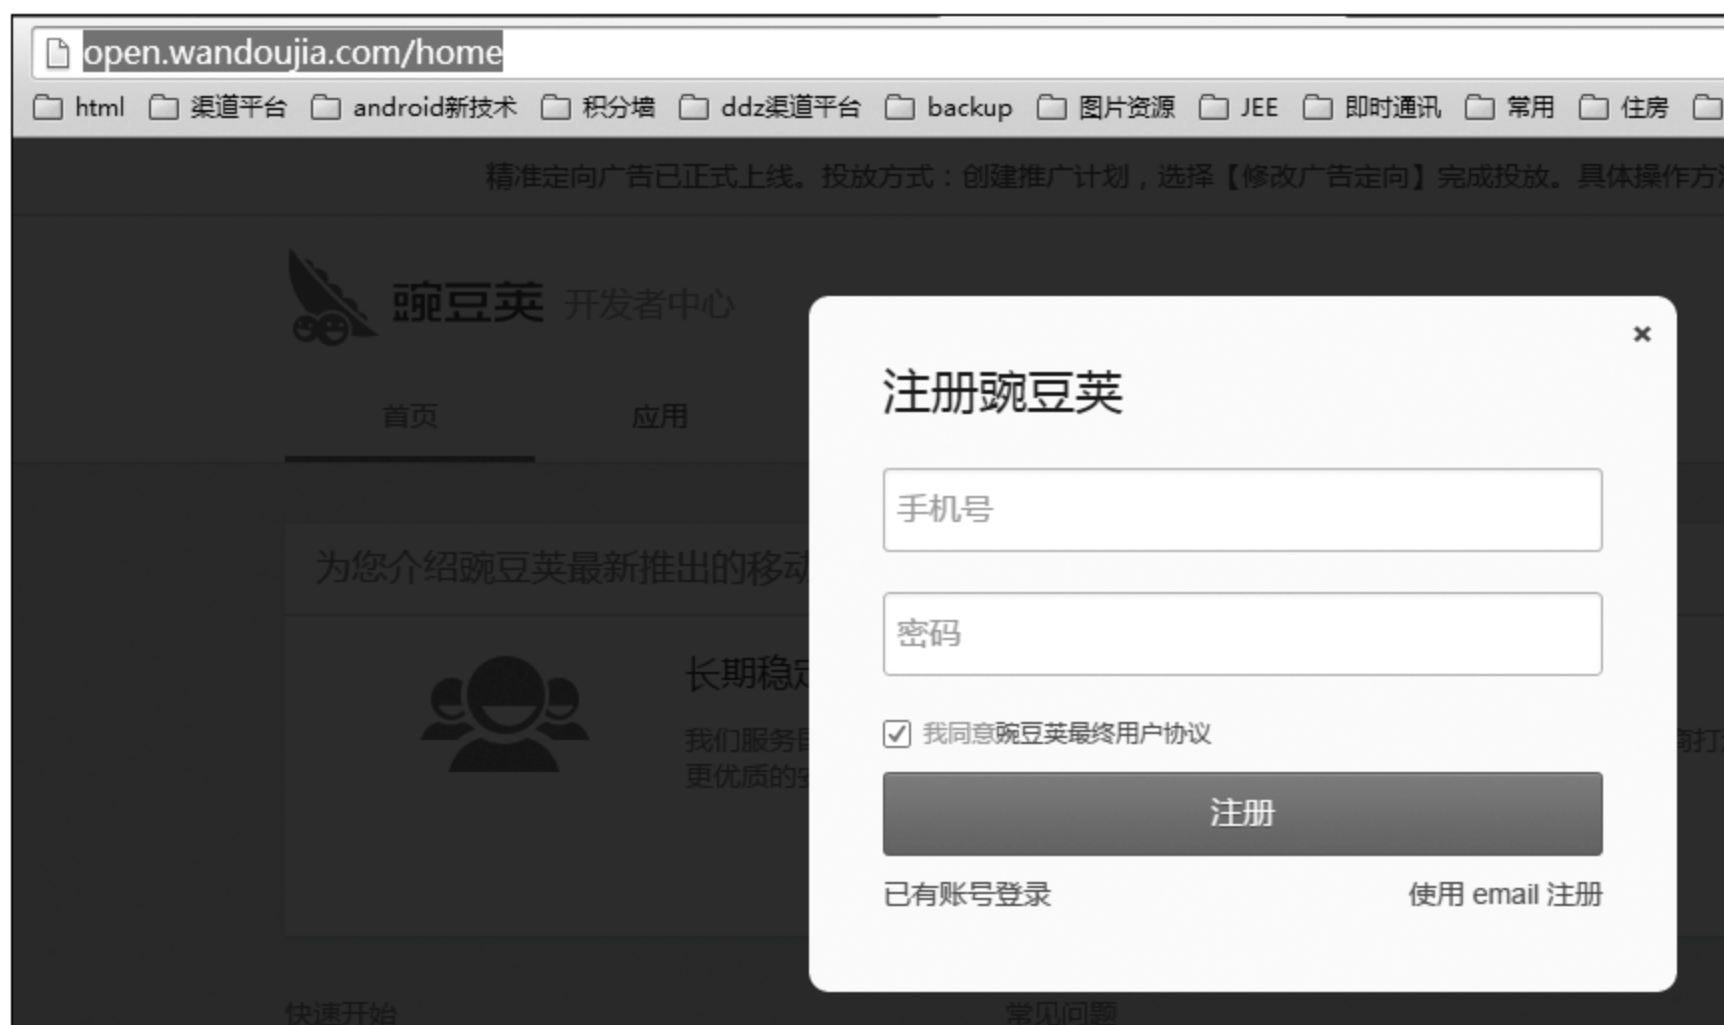 open.wandoujia.com/home
html 渠道平台 android新技术 积分墙 ddz渠道平台 backup 图片资源 JEE 即时通讯 常用 住房
精准定向广告已正式上线。投放方式：创建推广计划，选择【修改广告定向】完成投放。具体操作方
豌豆荚 开发者中心
首页 应用
为您介绍豌豆荚最新推出的移动
长期稳定
我们服务
更优质的
商打
快速开始 常见问题
×
注册豌豆荚
手机号
密码
我同意豌豆荚最终用户协议
注册
已有账号登录 使用 email 注册